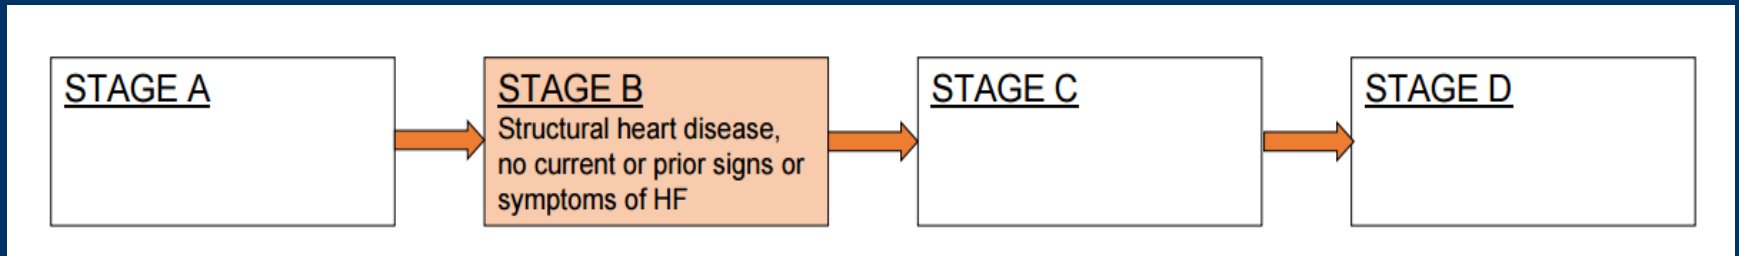 STAGE A
STAGE B
Structural heart disease,
no current or prior signs or
symptoms of HF
STAGE C
STAGE D